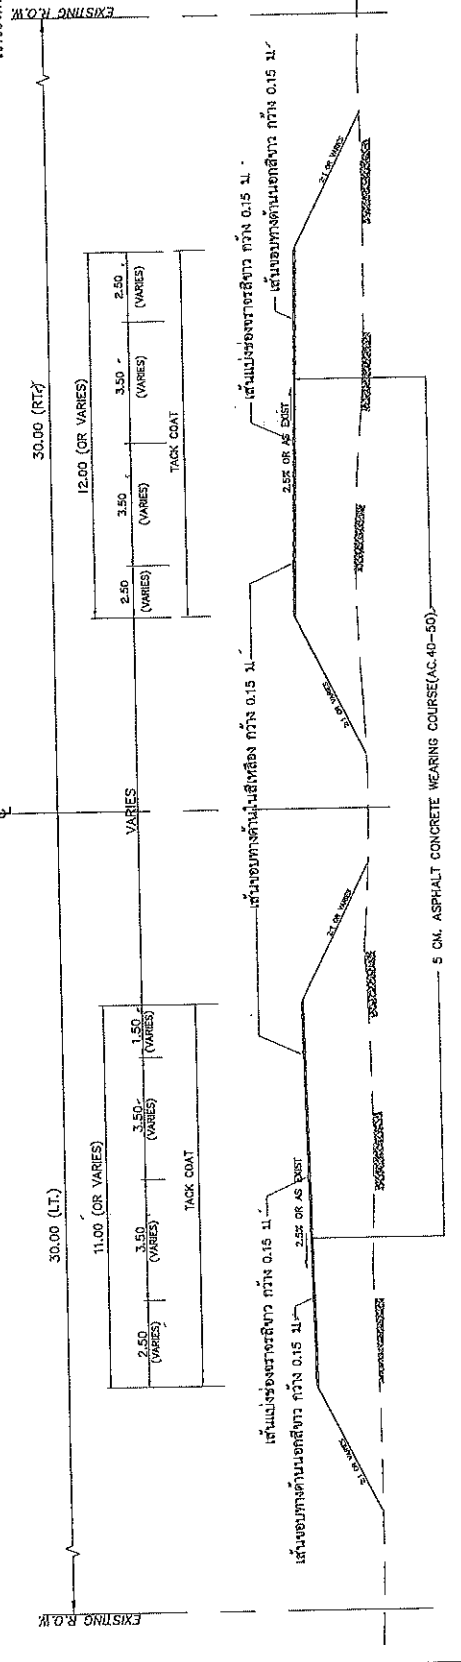 EXISTING R.O.W.
EXISTING R.O.W.
30.00 (LT.)
30.00 (RT.)
11.00 (OR VARIES)
12.00 (OR VARIES)
2.50
(VARIES)
3.50
(VARIES)
3.50
(VARIES)
1.50
(VARIES)
VARIES
2.50
(VARIES)
3.50
(VARIES)
3.50
(VARIES)
2.50
(VARIES)
TACK COAT
TACK COAT
เส้นแบ่งช่องจราจรสีขาว กว้าง 0.15 ม.
เส้นขอบทางด้านนอกสีขาว กว้าง 0.15 ม.
เส้นขอบทางด้านในสีเหลือง กว้าง 0.15 ม.
เส้นแบ่งช่องจราจรสีขาว กว้าง 0.15 ม.
เส้นขอบทางด้านนอกสีขาว กว้าง 0.15 ม.
2.5% OR AS EXIST
2.5% OR AS EXIST
2:1 OR VARIES
2:1 OR VARIES
2:1 OR VARIES
2:1 OR VARIES
5 CM. ASPHALT CONCRETE WEARING COURSE(AC.40-50)